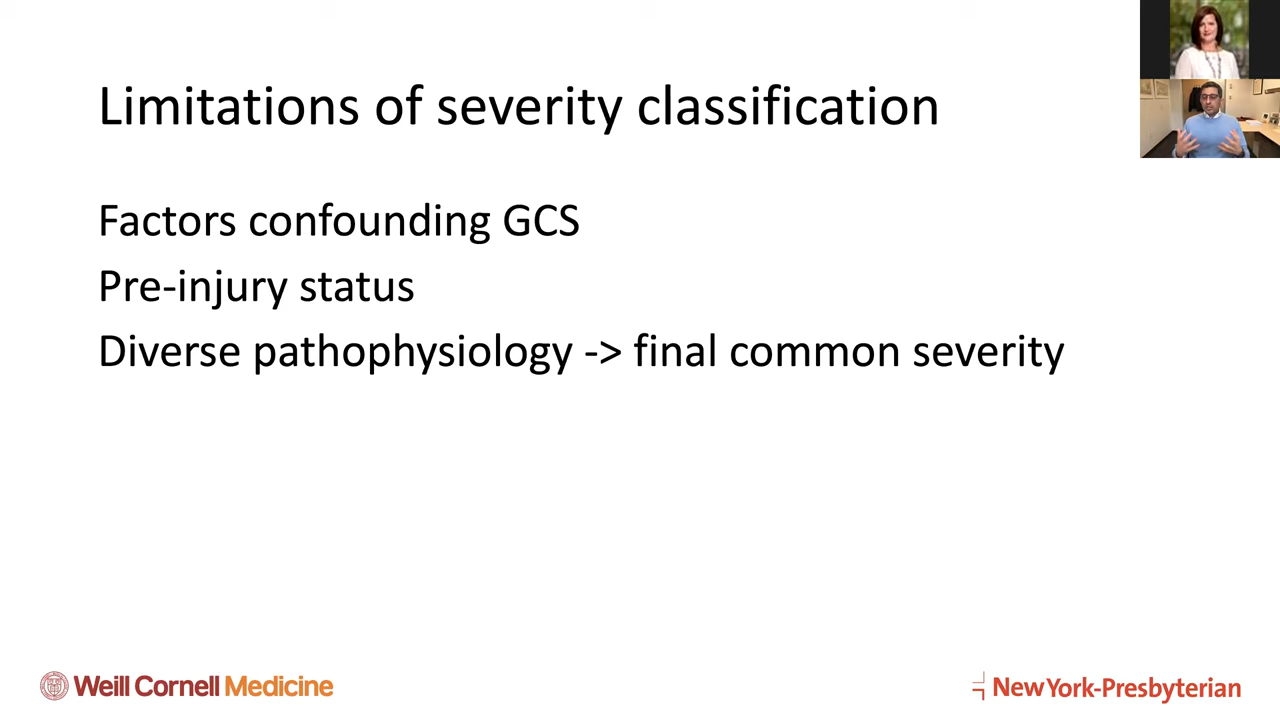 Limitations of severity classification
Factors confounding GCS
Pre-injury status
Diverse pathophysiology -> final common severity
Weill Cornell Medicine
NewYork-Presbyterian